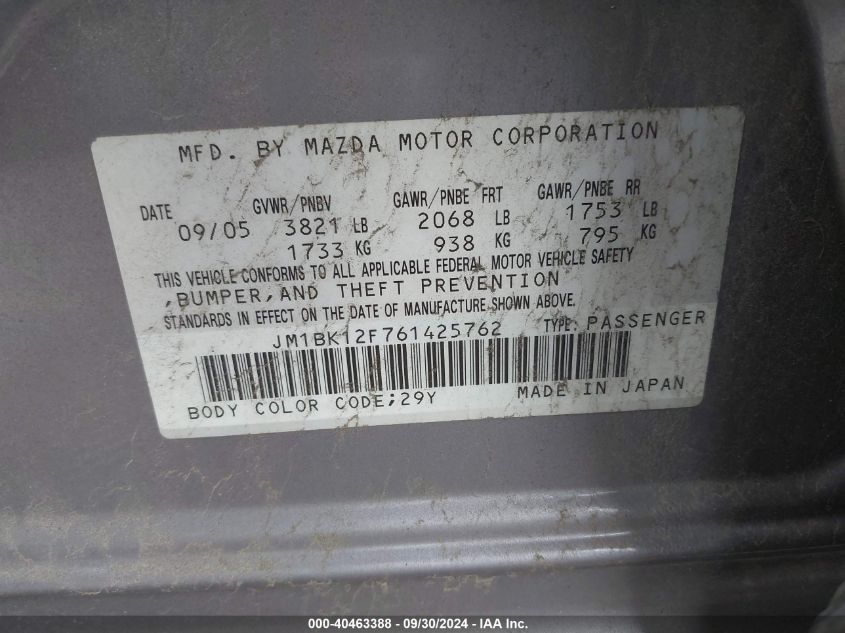 MFD. BY MAZDA MOTOR CORPORATION
DATE GVWR/PNBV GAWR/PNBE FRT GAWR/PNBE RR
09/05 3821 LB 2068 LB 1753 LB
1733 KG 938 KG 795 KG
THIS VEHICLE CONFORMS TO ALL APPLICABLE FEDERAL MOTOR VEHICLE SAFETY
,BUMPER,AND THEFT PREVENTION
STANDARDS IN EFFECT ON THE DATE OF MANUFACTURE SHOWN ABOVE.
JM1BK12F761425762 TYPE: PASSENGER
BODY COLOR CODE;29Y MADE IN JAPAN
000-40463388 - 09/30/2024 - IAA Inc.